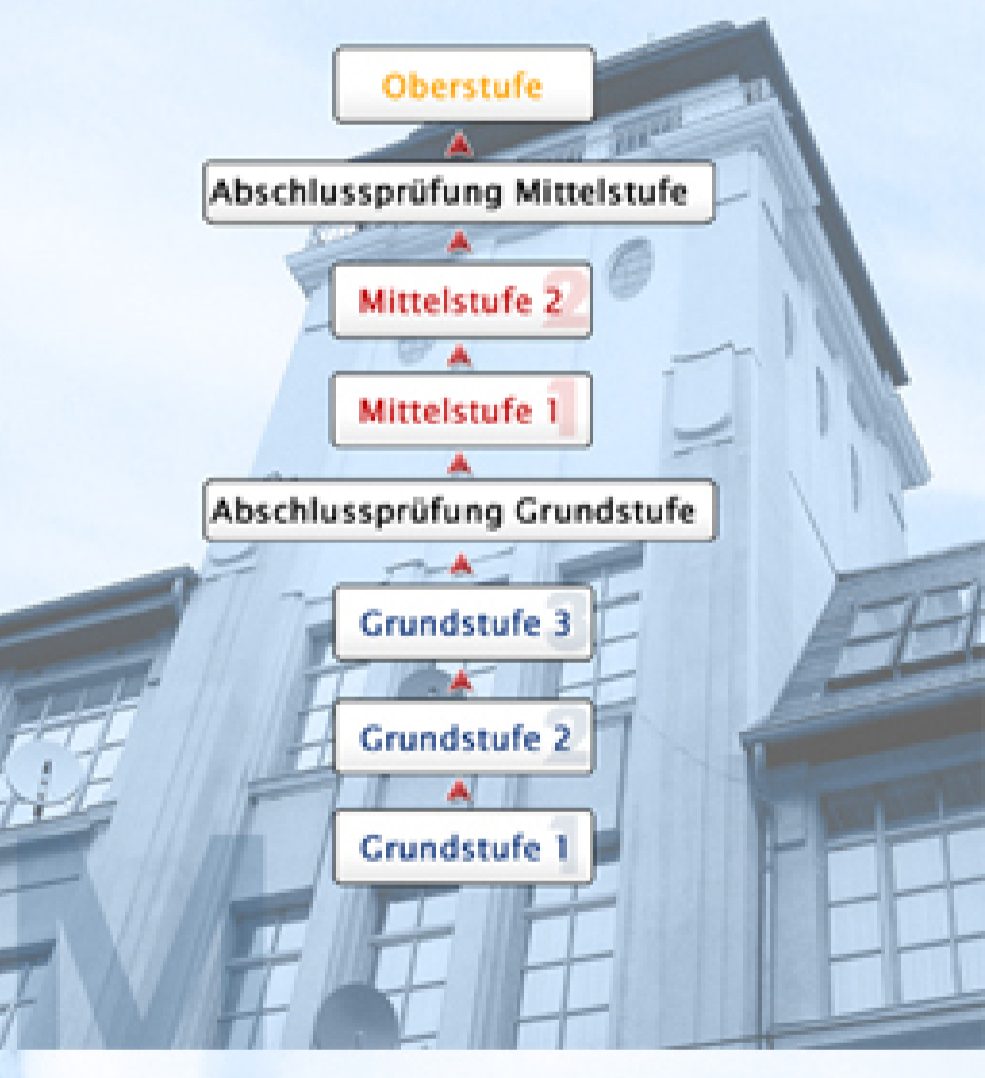 Oberstufe
Abschlussprüfung Mittelstufe
Mittelstufe 2
Mittelstufe 1
Abschlussprüfung Grundstufe
Grundstufe 3
Grundstufe 2
Grundstufe 1
M